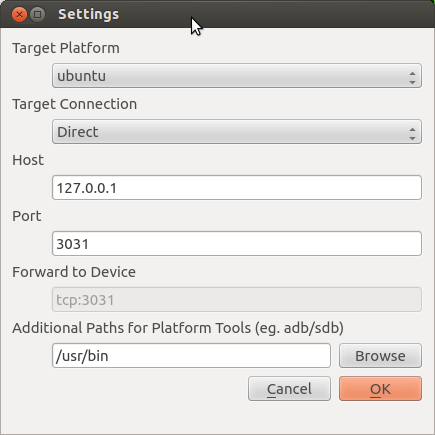 Settings
Target Platform
ubuntu
Target Connection
Direct
Host
127.0.0.1
Port
3031
Forward to Device
tcp:3031
Additional Paths for Platform Tools (eg. adb/sdb)
/usr/bin Browse
Cancel OK